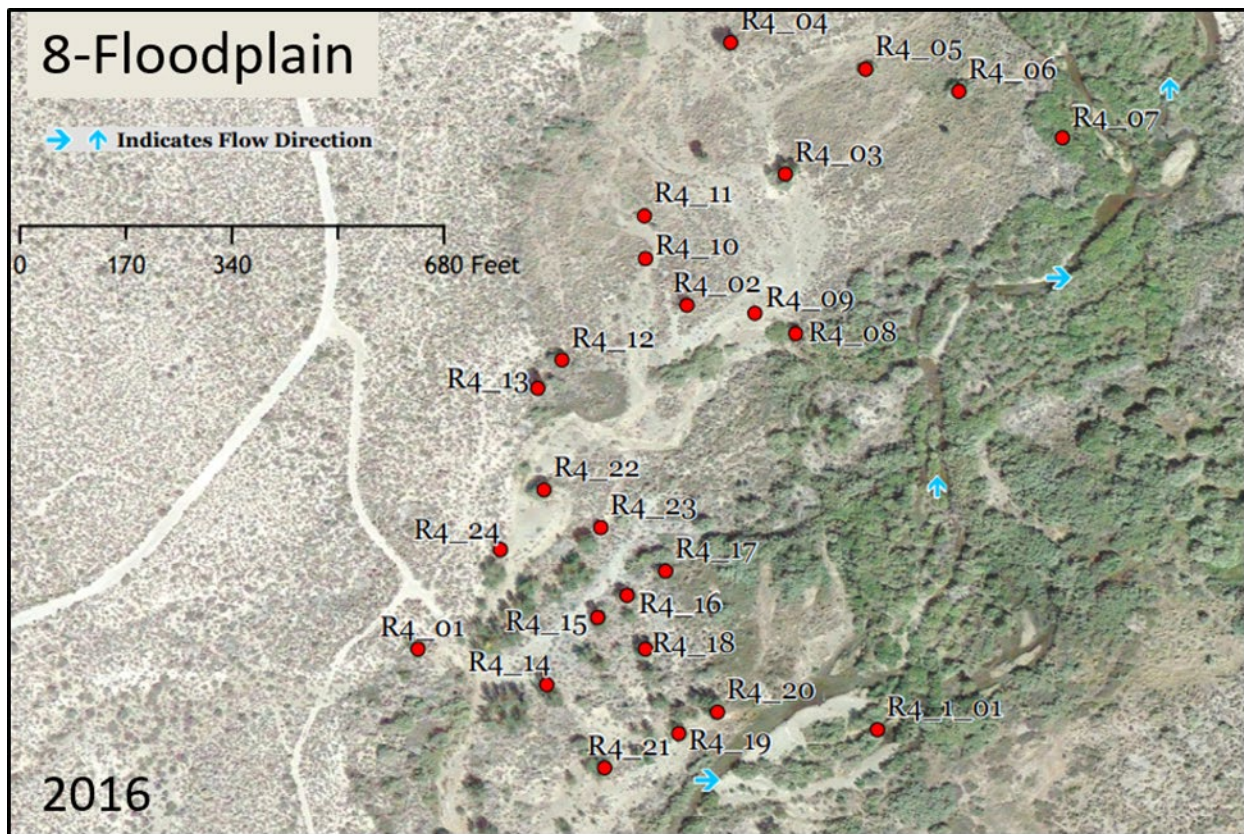 8-Floodplain
Indicates Flow Direction
0 170 340 680 Feet
R4_04
R4_05
R4_06
R4_07
R4_03
R4_11
R4_10
R4_02
R4_09
R4_08
R4_12
R4_13
R4_22
R4_23
R4_24
R4_17
R4_16
R4_15
R4_01
R4_18
R4_14
R4_20
R4_1_01
R4_19
R4_21
2016